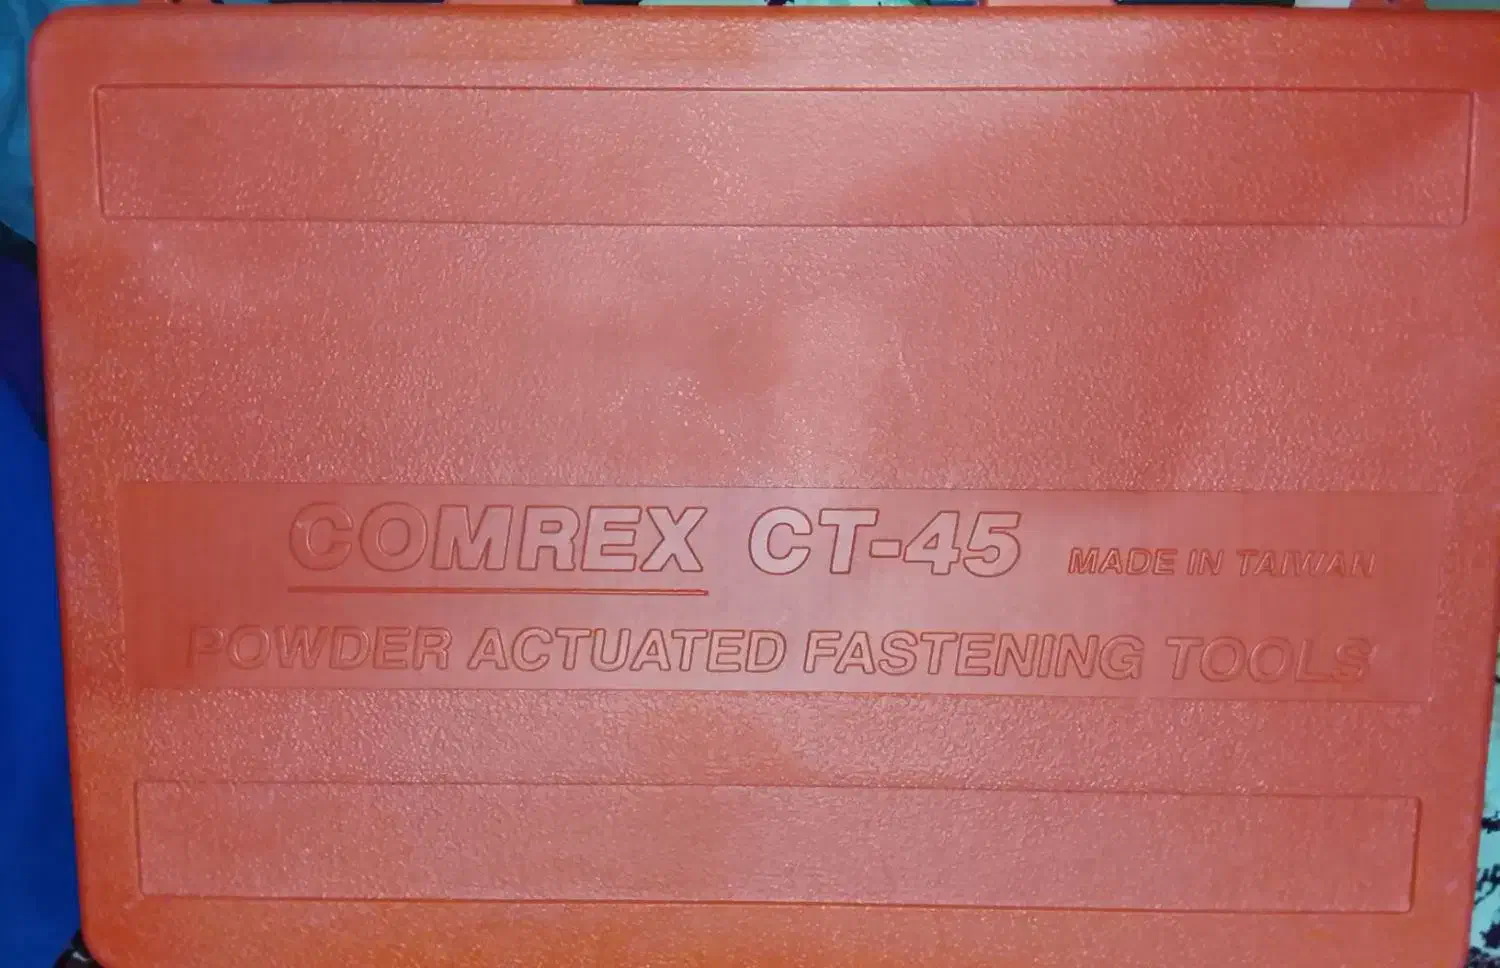 COMREX CT-45 MADE IN TAIWAN
POWDER ACTUATED FASTENING TOOLS